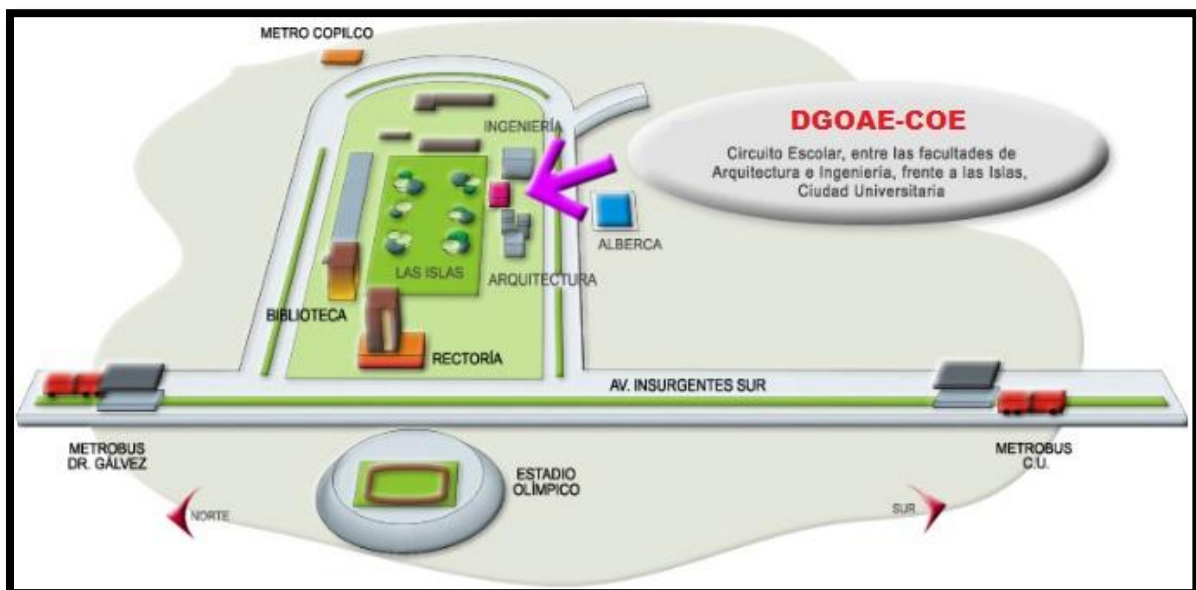 METRO COPILCO
INGENIERÍA
DGOAE-COE
Circuito Escolar, entre las facultades de
Arquitectura e Ingeniería, frente a las Islas,
Ciudad Universitaria
ALBERCA
LAS ISLAS
ARQUITECTURA
BIBLIOTECA
RECTORÍA
AV. INSURGENTES SUR
METROBUS
DR. GÁLVEZ
METROBUS
C.U.
ESTADIO
OLÍMPICO
NORTE
SUR